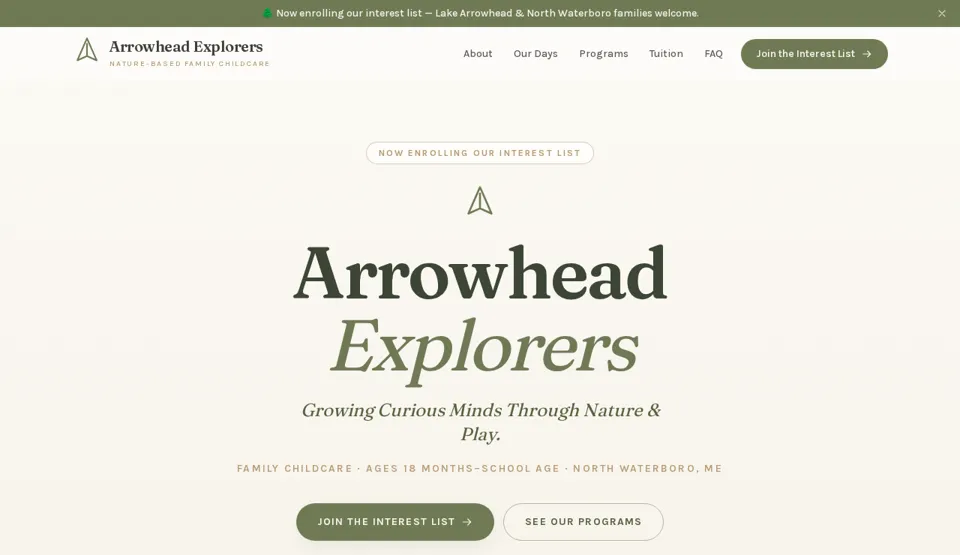 🌲 Now enrolling our interest list — Lake Arrowhead & North Waterboro families welcome.
Arrowhead Explorers
NATURE-BASED FAMILY CHILDCARE
About
Our Days
Programs
Tuition
FAQ
Join the Interest List →
NOW ENROLLING OUR INTEREST LIST
Arrowhead
Explorers
Growing Curious Minds Through Nature &
Play.
FAMILY CHILDCARE · AGES 18 MONTHS–SCHOOL AGE · NORTH WATERBORO, ME
JOIN THE INTEREST LIST →
SEE OUR PROGRAMS